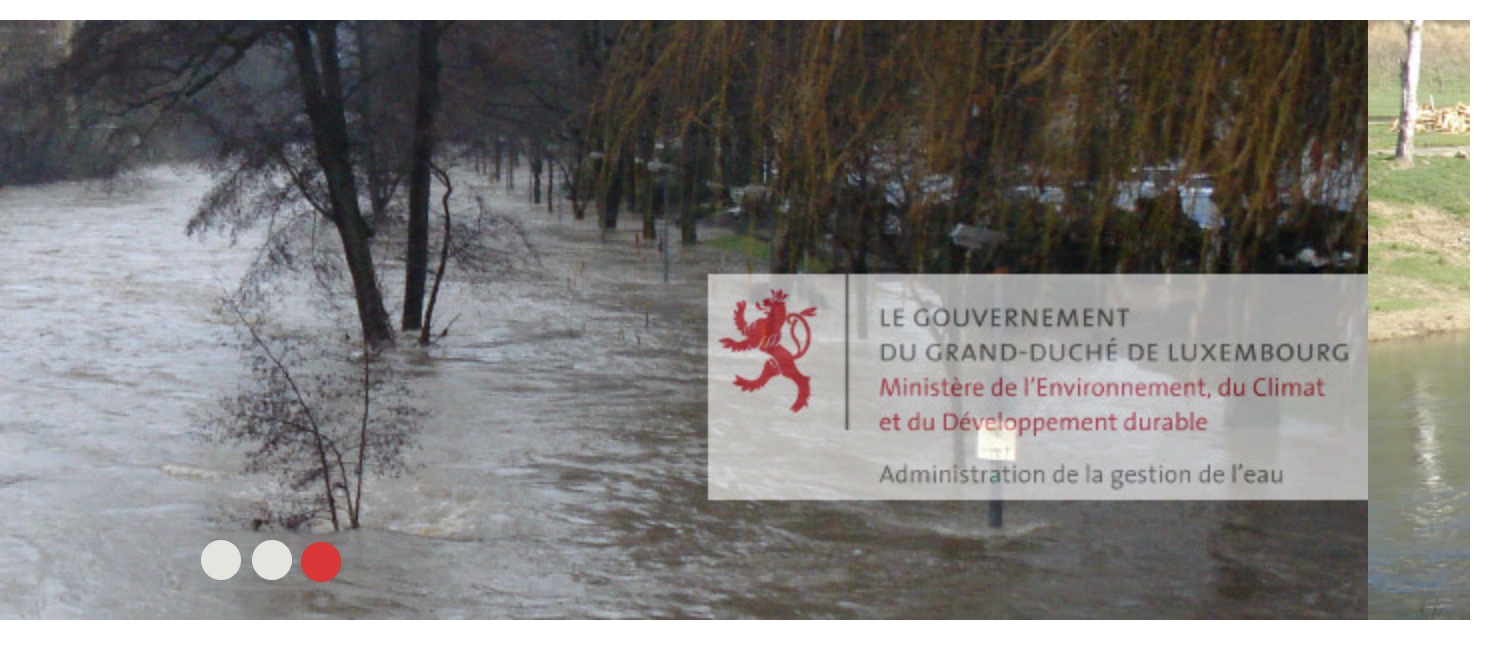 LE GOUVERNEMENT
DU GRAND-DUCHÉ DE LUXEMBOURG
Ministère de l'Environnement, du Climat
et du Développement durable
Administration de la gestion de l'eau